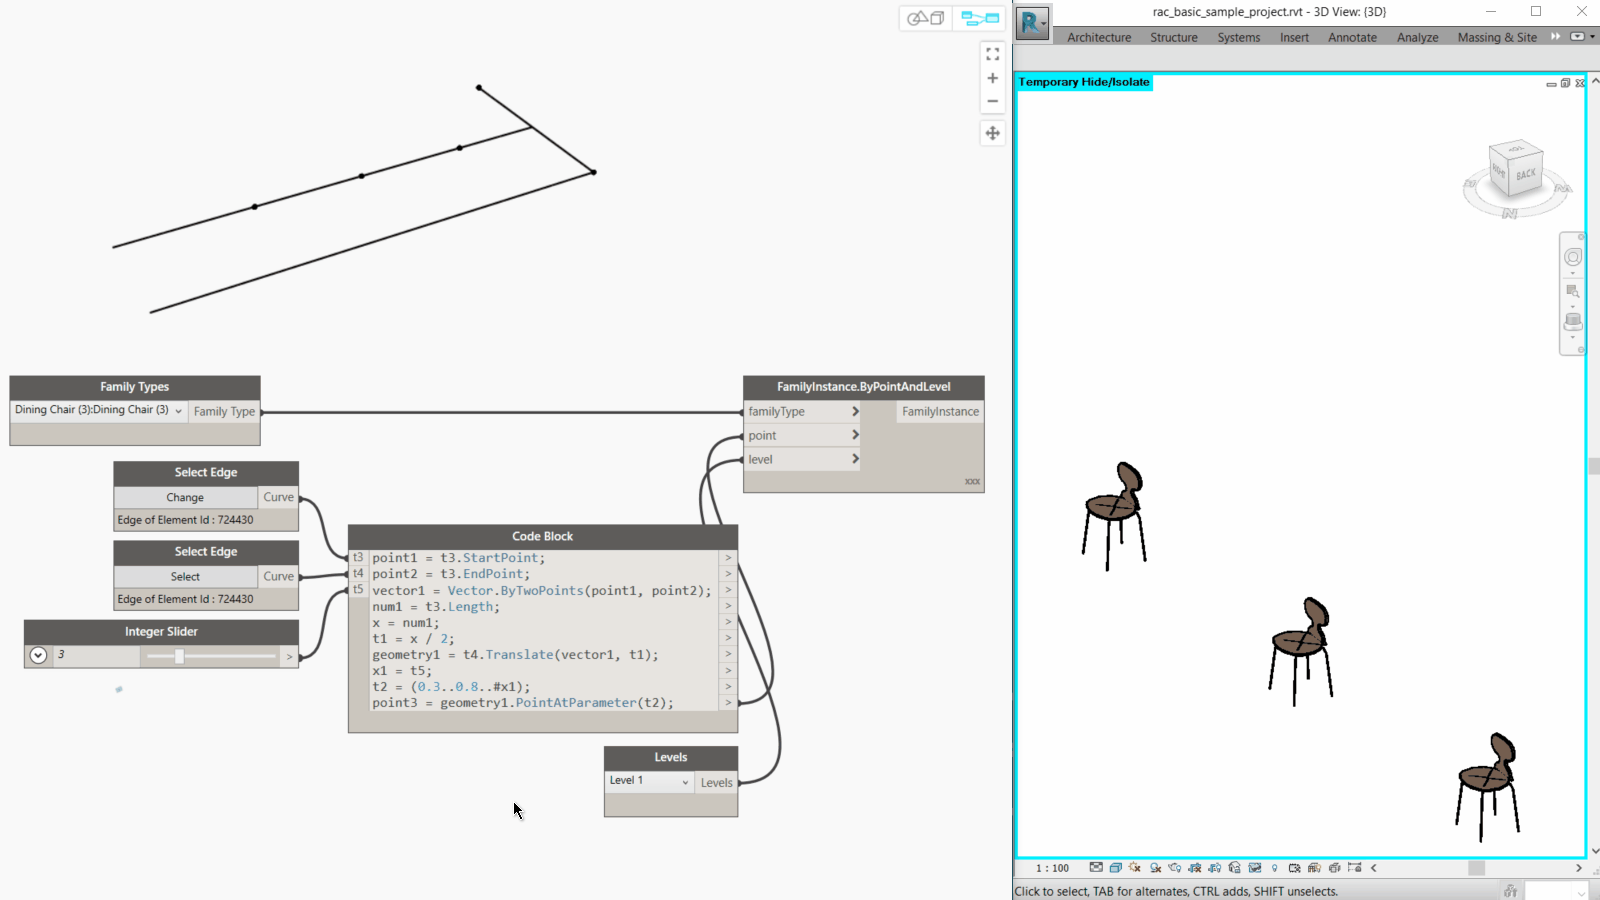 rac_basic_sample_project.rvt - 3D View: {3D}
R
Architecture Structure Systems Insert Annotate Analyze Massing & Site
Temporary Hide/Isolate
BACK
Family Types
Dining Chair (3):Dining Chair (3)
Family Type
Select Edge
Change
Curve
Edge of Element Id : 724430
Select Edge
Select
Curve
Edge of Element Id : 724430
Integer Slider
3
>
Code Block
t3
t4
t5
point1 = t3.StartPoint;
point2 = t3.EndPoint;
vector1 = Vector.ByTwoPoints(point1, point2);
num1 = t3.Length;
x = num1;
t1 = x / 2;
geometry1 = t4.Translate(vector1, t1);
x1 = t5;
t2 = (0.3..0.8..#x1);
point3 = geometry1.PointAtParameter(t2);
>
>
>
>
>
>
>
>
>
>
Levels
Level 1
Levels
FamilyInstance.ByPointAndLevel
familyType
point
level
FamilyInstance
xxx
1 : 100
Click to select, TAB for alternates, CTRL adds, SHIFT unselects.